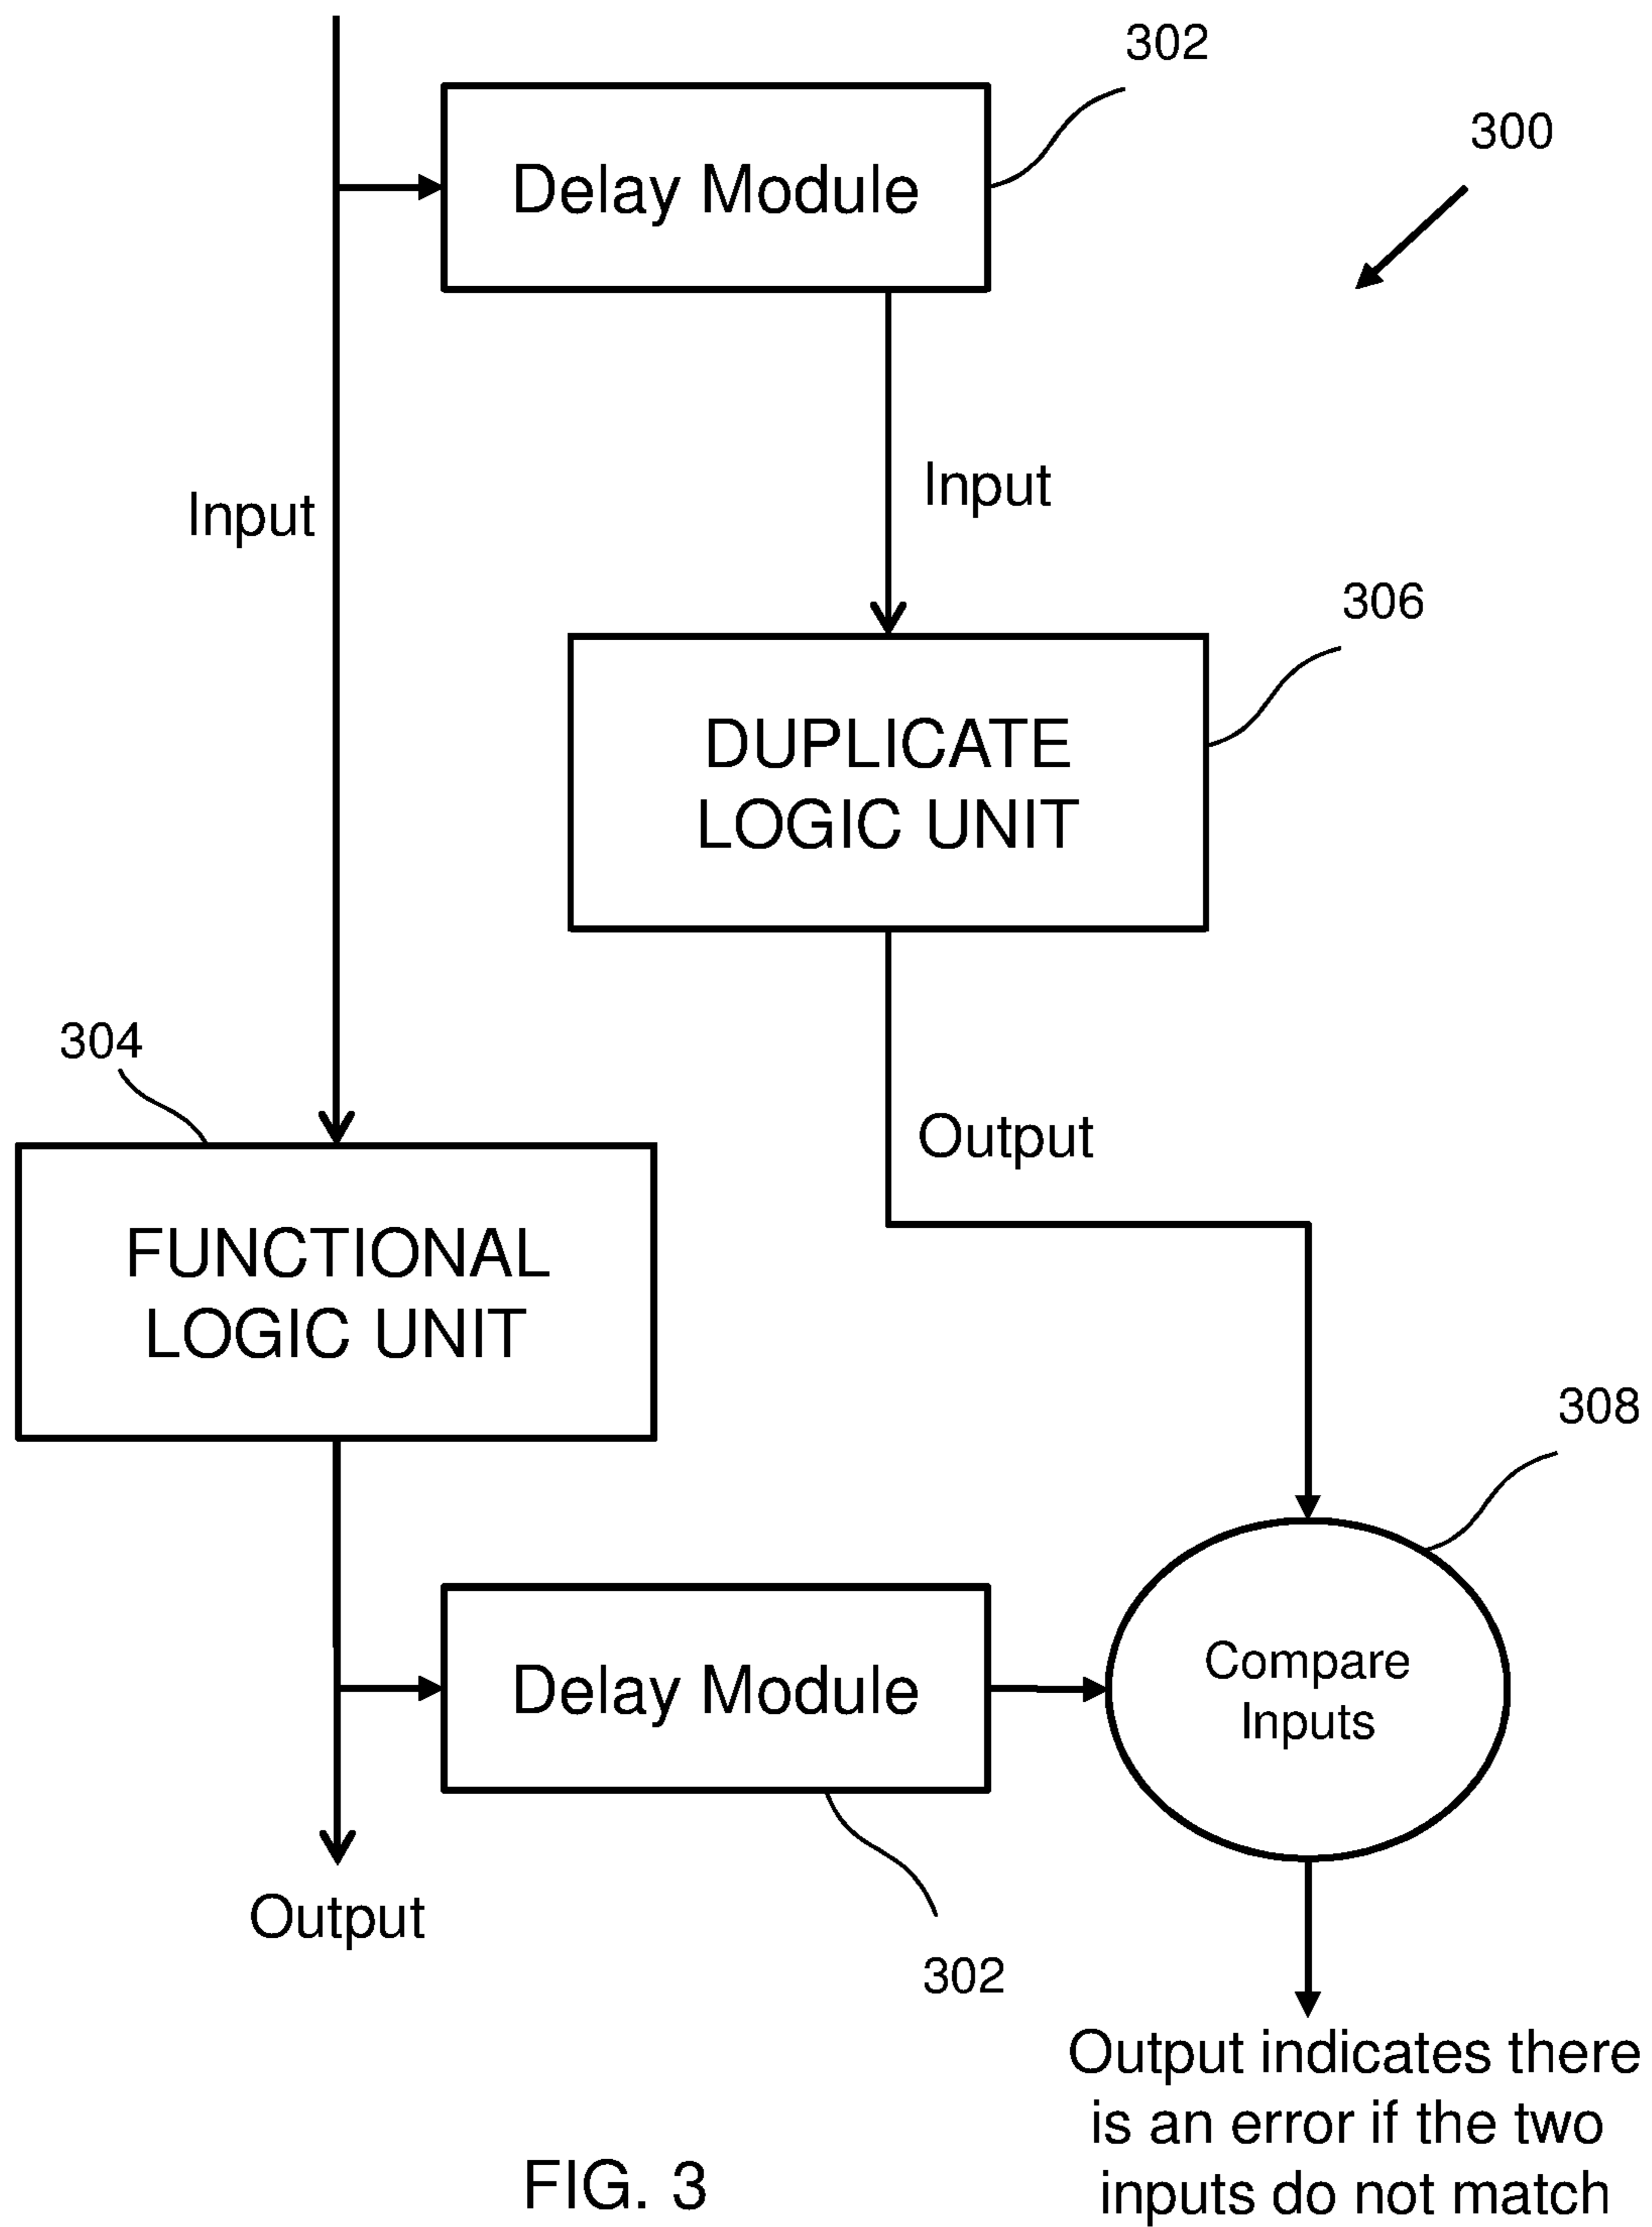 302
300
Delay Module
Input
Input
306
DUPLICATE
LOGIC UNIT
304
Output
FUNCTIONAL
LOGIC UNIT
308
Compare
Inputs
Delay Module
Output
302
Output indicates there
is an error if the two
inputs do not match
FIG. 3